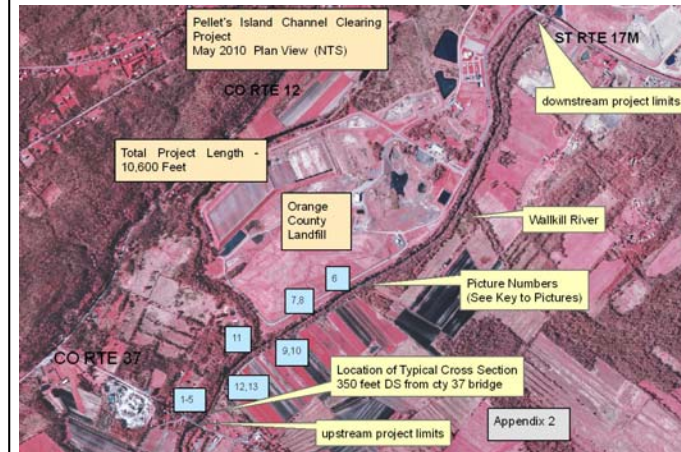 Pellet's Island Channel Clearing
Project
May 2010 Plan View (NTS)
ST RTE 17M
CO RTE 12
downstream project limits
Total Project Length -
10,600 Feet
Orange
County
Landfill
Wallkill River
6
Picture Numbers
(See Key to Pictures)
7,8
11
9,10
CO RTE 37
Location of Typical Cross Section
350 feet DS from cty 37 bridge
12,13
1-5
upstream project limits
Appendix 2